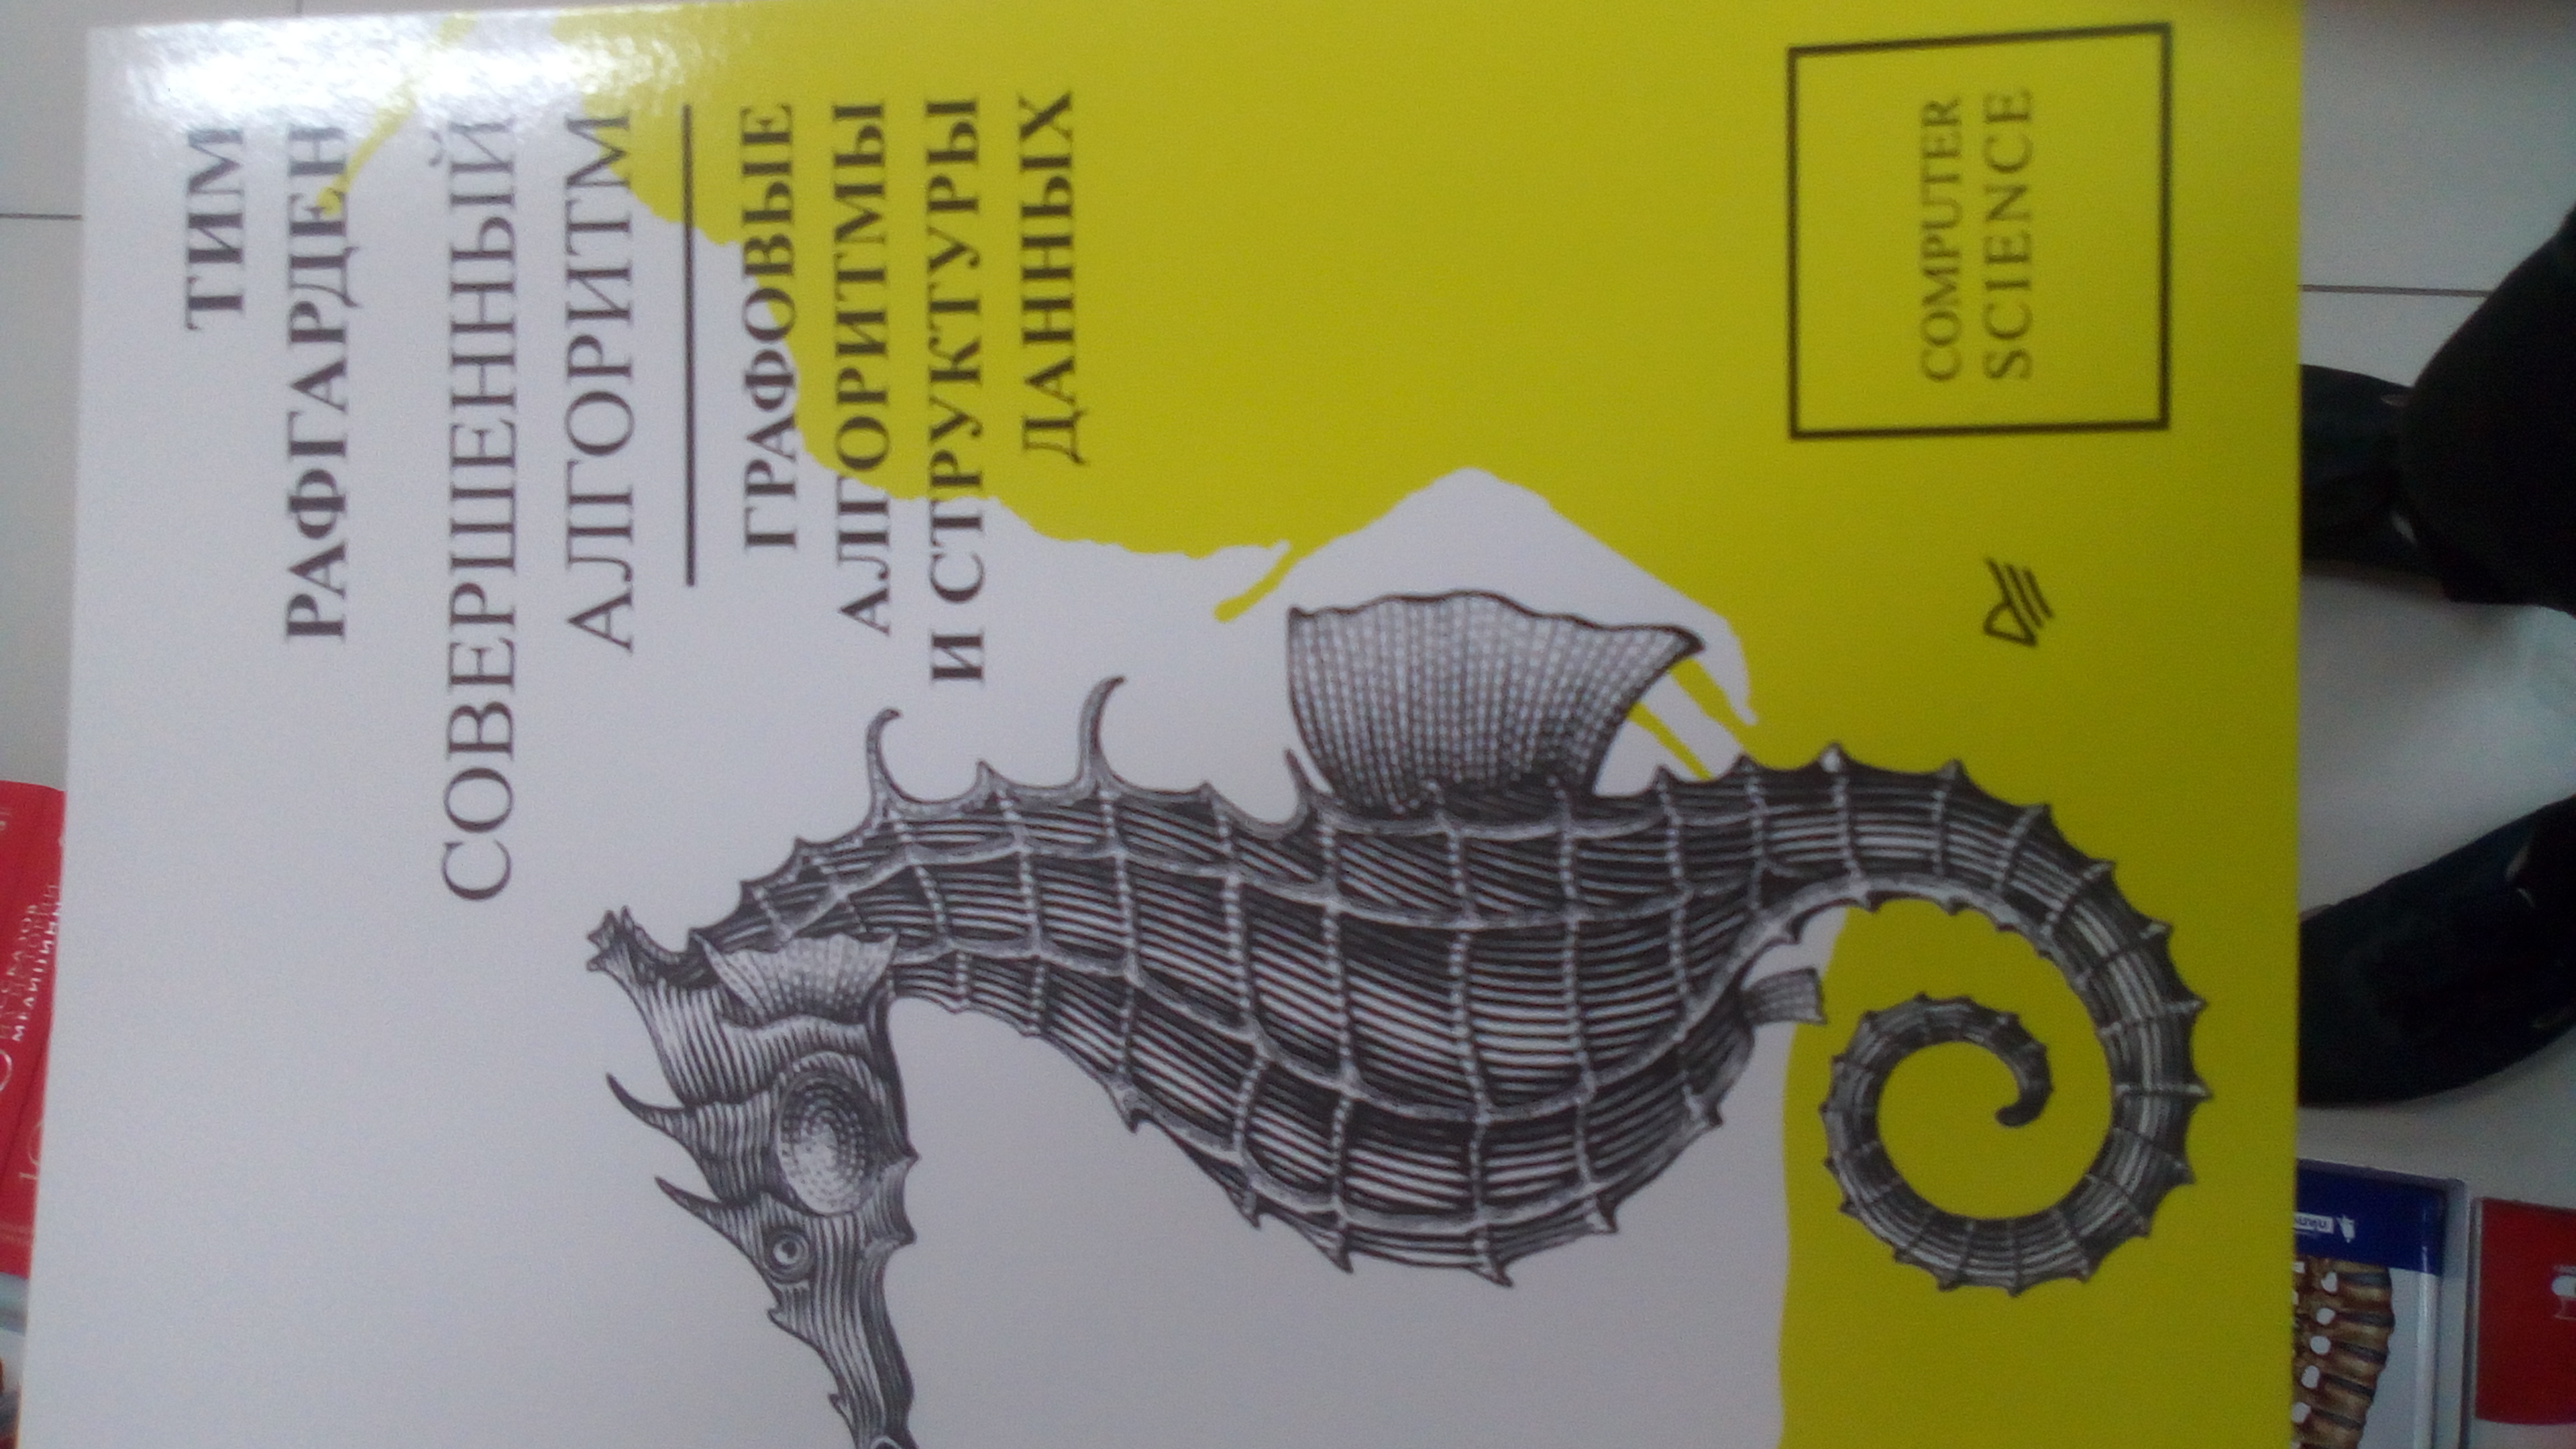 ТИМ
РАФГАРДЕН
СОВЕРШЕННЫЙ
АЛГОРИТМ
ГРАФОВЫЕ
АЛГОРИТМЫ
И СТРУКТУРЫ
ДАННЫХ
COMPUTER
SCIENCE